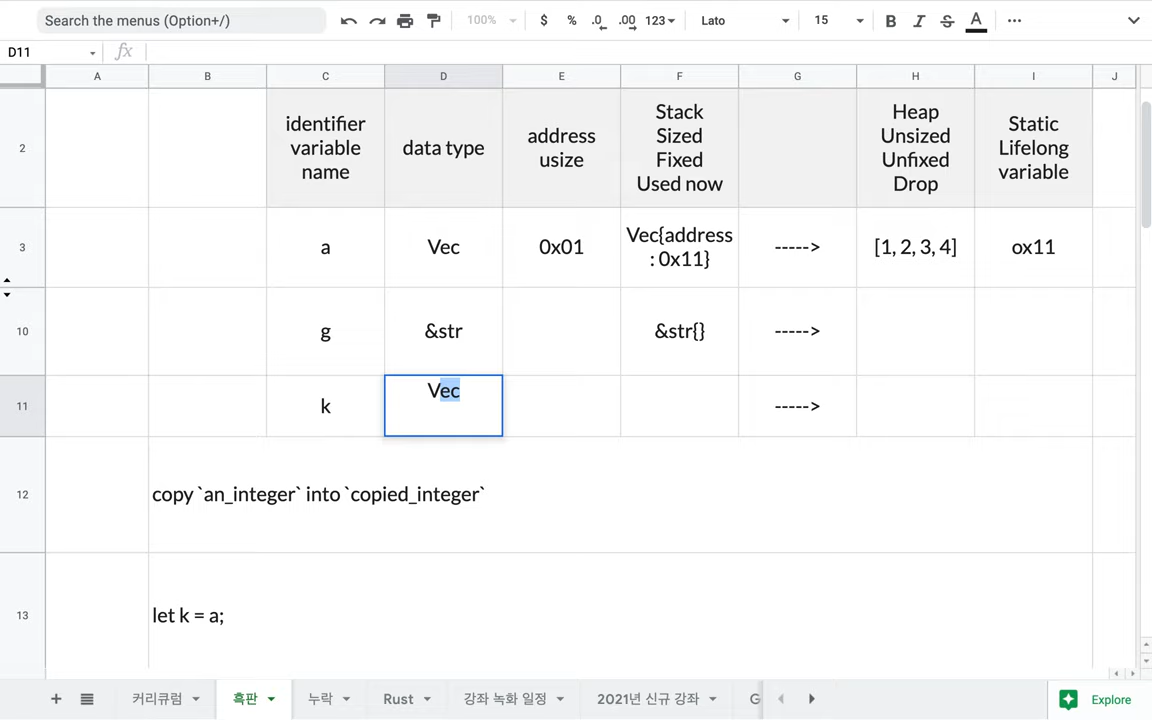 Search the menus (Option+/)
100%
$
%
.0
.00
123
Lato
15
B
I
S
A
...
D11
fx
A
B
C
D
E
F
G
H
I
J
2
identifier
variable
name
data type
address
usize
Stack
Sized
Fixed
Used now
Heap
Unsized
Unfixed
Drop
Static
Lifelong
variable
3
a
Vec
0x01
Vec{address
: 0x11}
----->
[1, 2, 3, 4]
ox11
10
g
&str
&str{}
----->
11
k
Vec
----->
12
copy `an_integer` into `copied_integer`
13
let k = a;
+
커리큐럼
흑판
누락
Rust
강좌 녹화 일정
2021년 신규 강좌
G
Explore